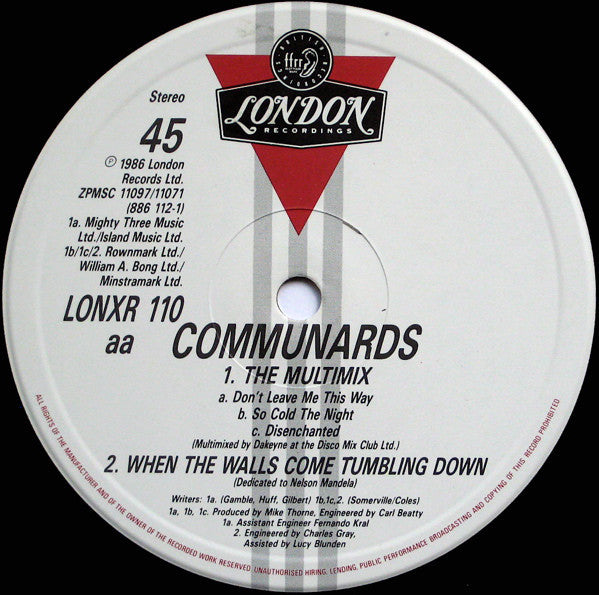 BRITISH RECORDINGS
ffrr
LONDON
RECORDINGS
Stereo
45
℗ 1986 London
Records Ltd.
ZPMSC 11097/11071
(886 112-1)
1a. Mighty Three Music
Ltd./Island Music Ltd.
1b/1c/2. Rownmark Ltd./
William A. Bong Ltd./
Minstramark Ltd.
LONXR 110
aa
COMMUNARDS
1. THE MULTIMIX
a. Don't Leave Me This Way
b. So Cold The Night
c. Disenchanted
(Multimixed by Dakeyne at the Disco Mix Club Ltd.)
2. WHEN THE WALLS COME TUMBLING DOWN
(Dedicated to Nelson Mandela)
Writers: 1a. (Gamble, Huff, Gilbert) 1b,1c,2. (Somerville/Coles)
1a, 1b, 1c. Produced by Mike Thorne, Engineered by Carl Beatty
1a. Assistant Engineer Fernando Kral
2. Engineered by Charles Gray,
Assisted by Lucy Blunden
ALL RIGHTS OF THE MANUFACTURER AND OF THE OWNER OF THE RECORDED WORK RESERVED. UNAUTHORISED HIRING, LENDING, PUBLIC PERFORMANCE BROADCASTING AND COPYING OF THIS RECORD PROHIBITED